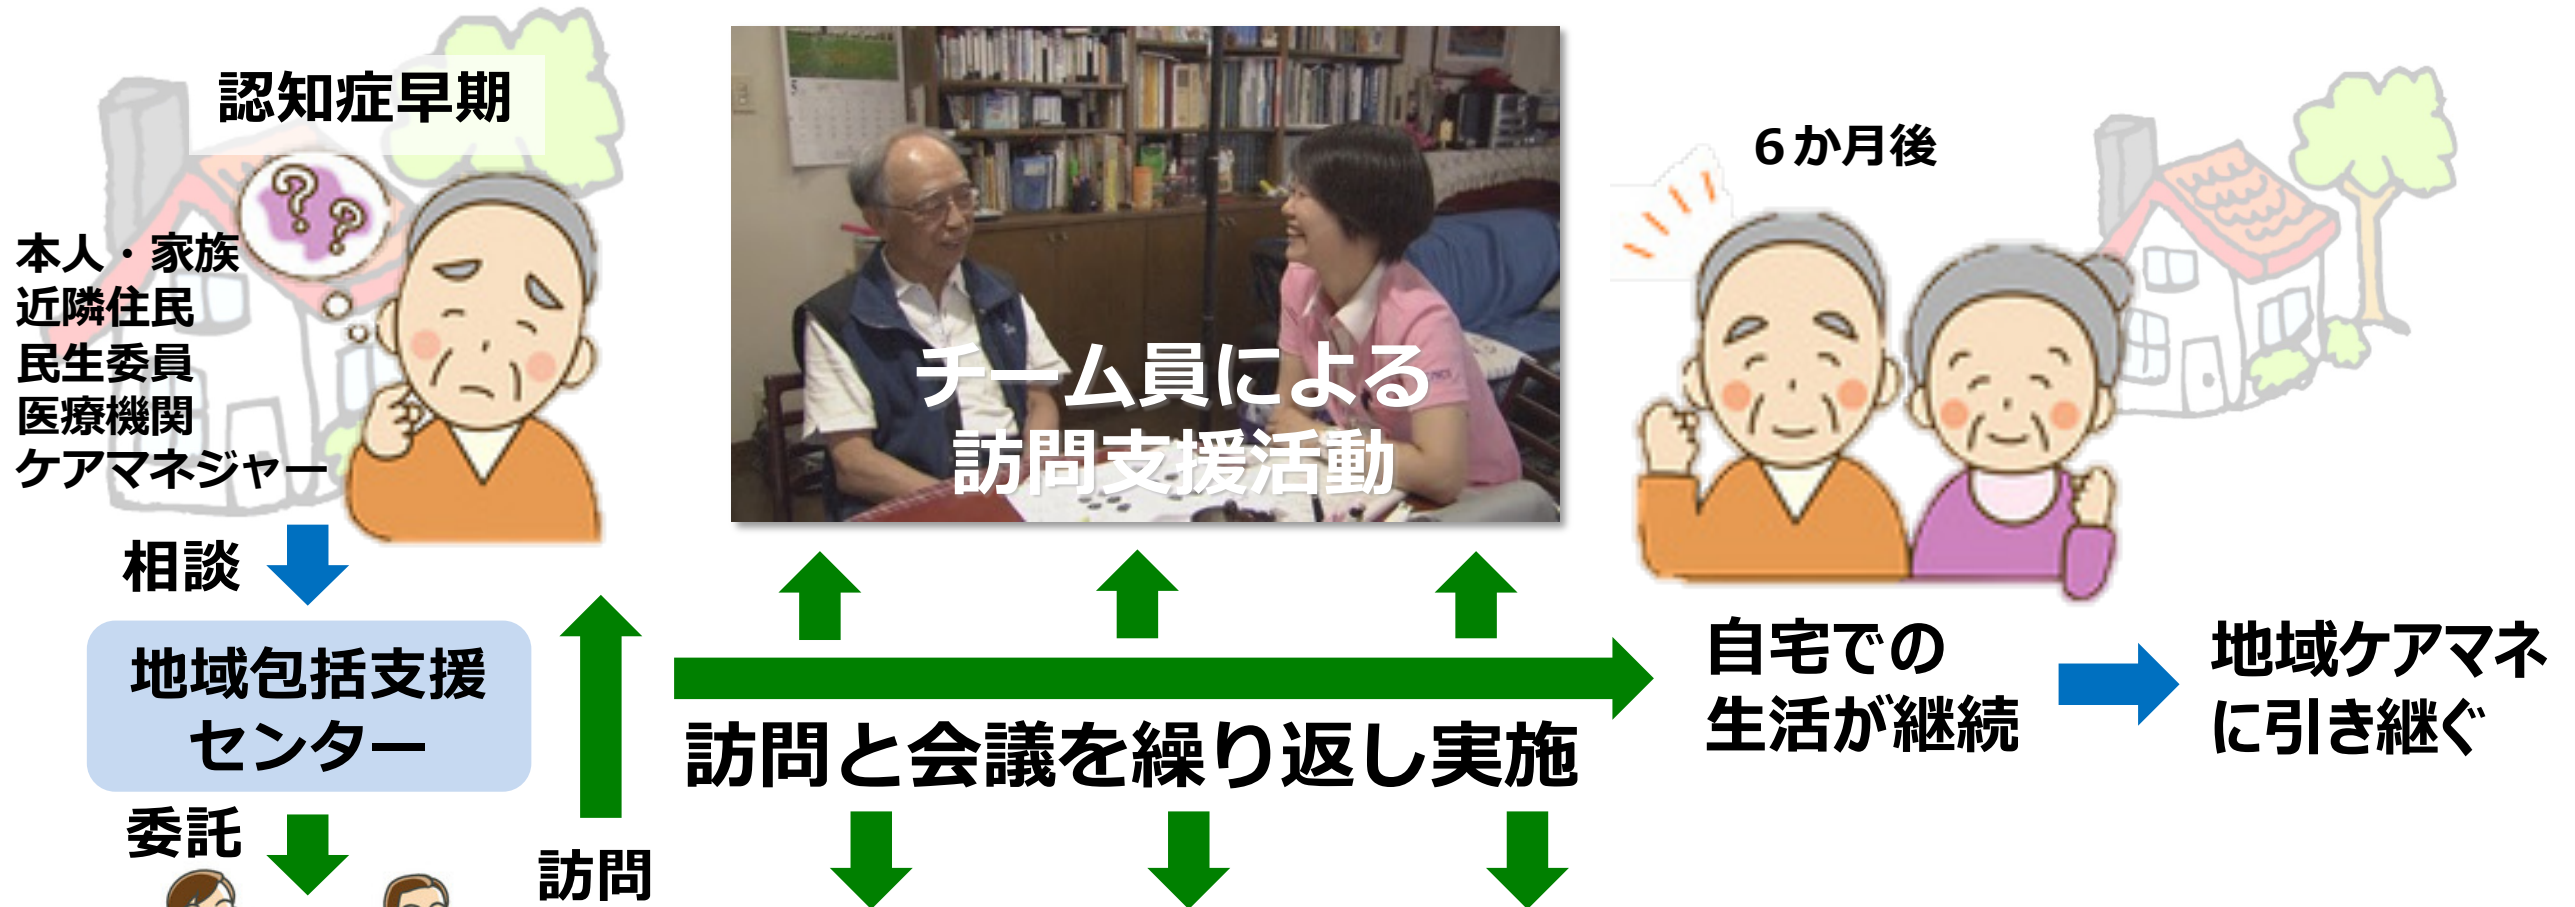 認知症早期
本人・家族
近隣住民
民生委員
医療機関
ケアマネジャー
相談
地域包括支援
センター
委託
訪問
チーム員による
訪問支援活動
訪問と会議を繰り返し実施
６か月後
自宅での
生活が継続
地域ケアマネ
に引き継ぐ